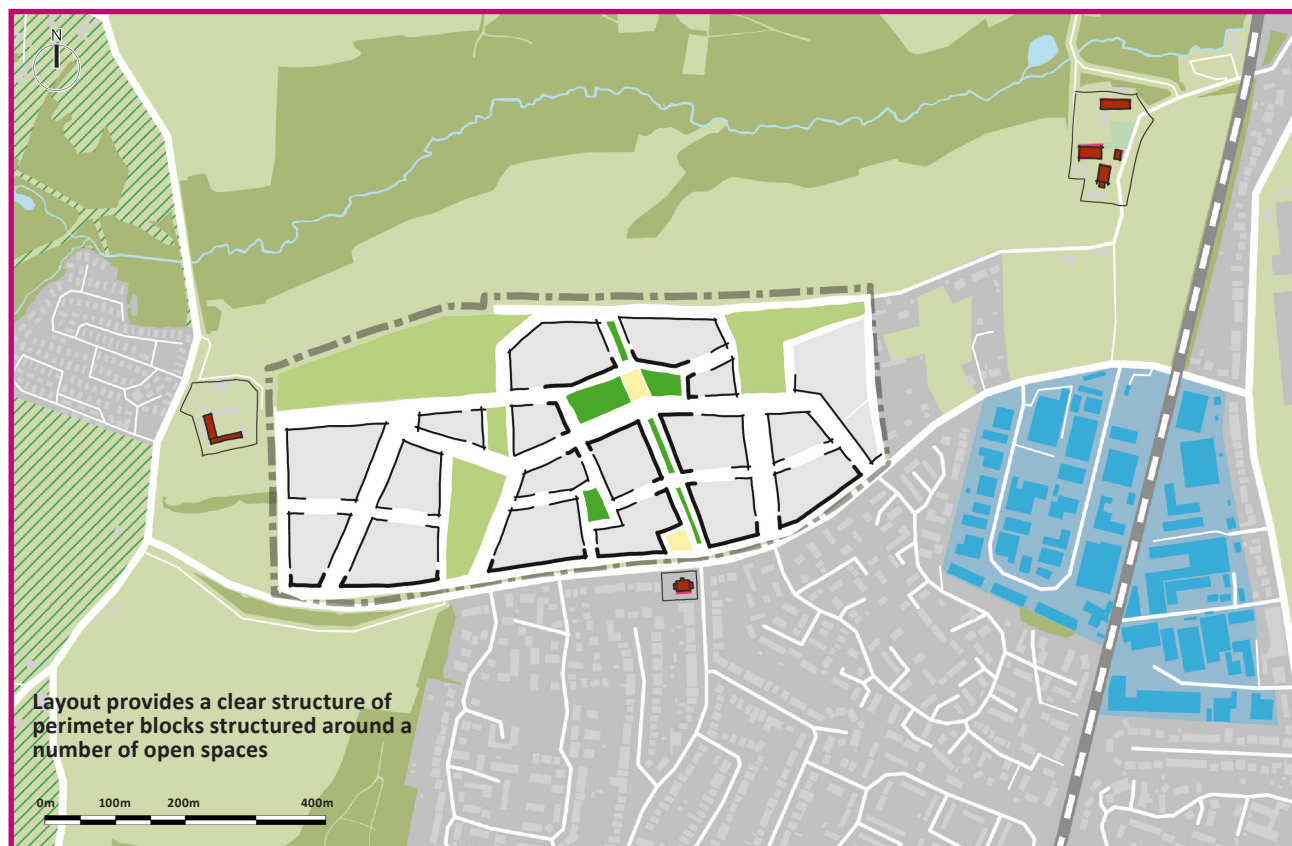 N
Layout provides a clear structure of
perimeter blocks structured around a
number of open spaces
0m 100m 200m 400m